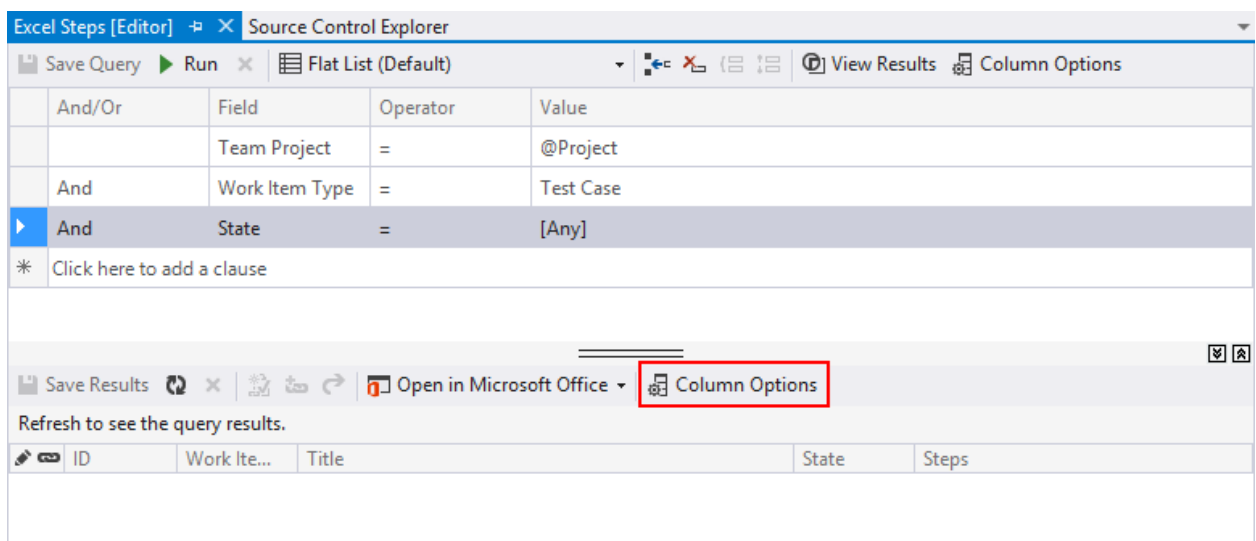 Excel Steps [Editor] Source Control Explorer
Save Query Run Flat List (Default) View Results Column Options
And/Or Field Operator Value
Team Project = @Project
And Work Item Type = Test Case
And State = [Any]
Click here to add a clause
Save Results Open in Microsoft Office Column Options
Refresh to see the query results.
ID Work Ite... Title State Steps